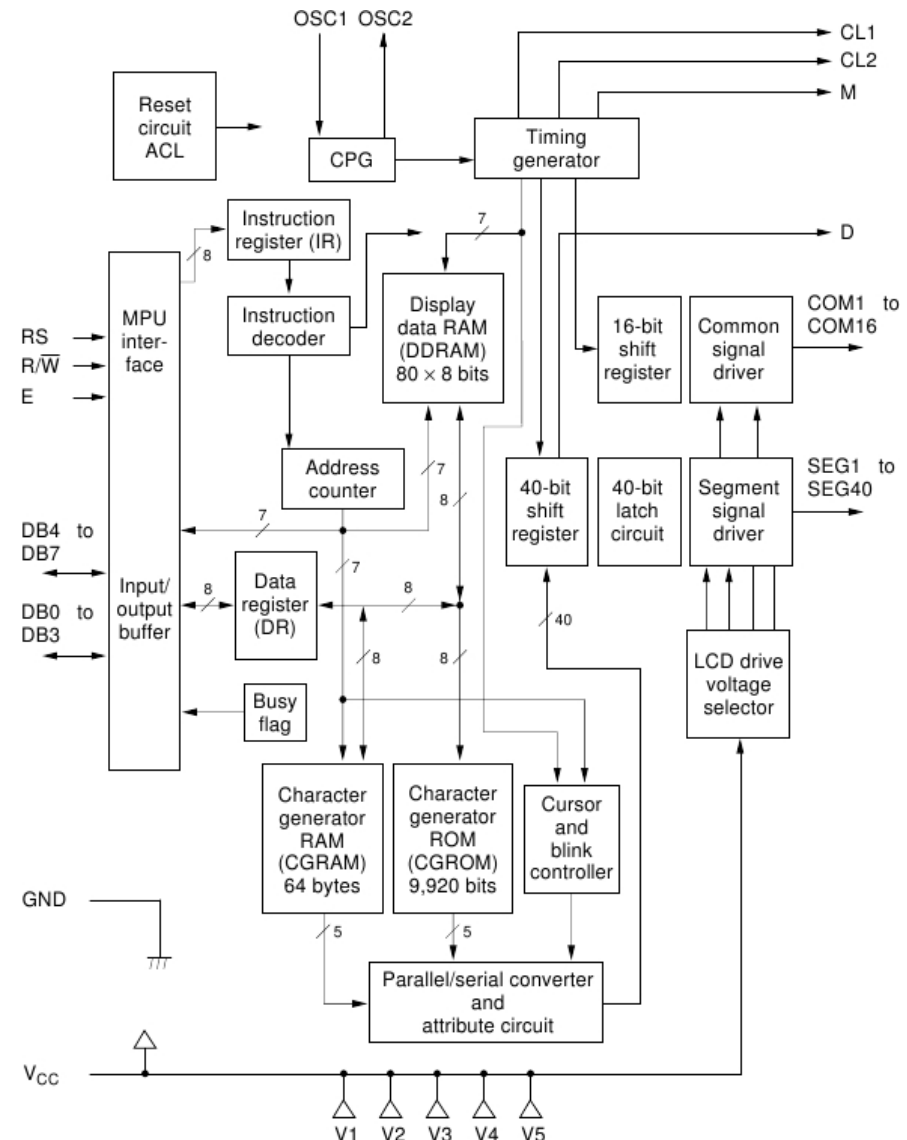 OSC1 OSC2
CL1
CL2
M
Reset
circuit
ACL
CPG
Timing
generator
Instruction
register (IR)
8
7
D
MPU
inter-
face
Instruction
decoder
Display
data RAM
(DDRAM)
80 × 8 bits
16-bit
shift
register
Common
signal
driver
COM1 to
COM16
RS
R/W̅
E
Address
counter
7
8
40-bit
shift
register
40-bit
latch
circuit
Segment
signal
driver
SEG1 to
SEG40
DB4 to
DB7
7
7
Input/
output
buffer
8
Data
register
(DR)
8
DB0 to
DB3
40
8
8
LCD drive
voltage
selector
Busy
flag
Character
generator
RAM
(CGRAM)
64 bytes
Character
generator
ROM
(CGROM)
9,920 bits
Cursor
and
blink
controller
GND
5
5
Parallel/serial converter
and
attribute circuit
VCC
V1 V2 V3 V4 V5